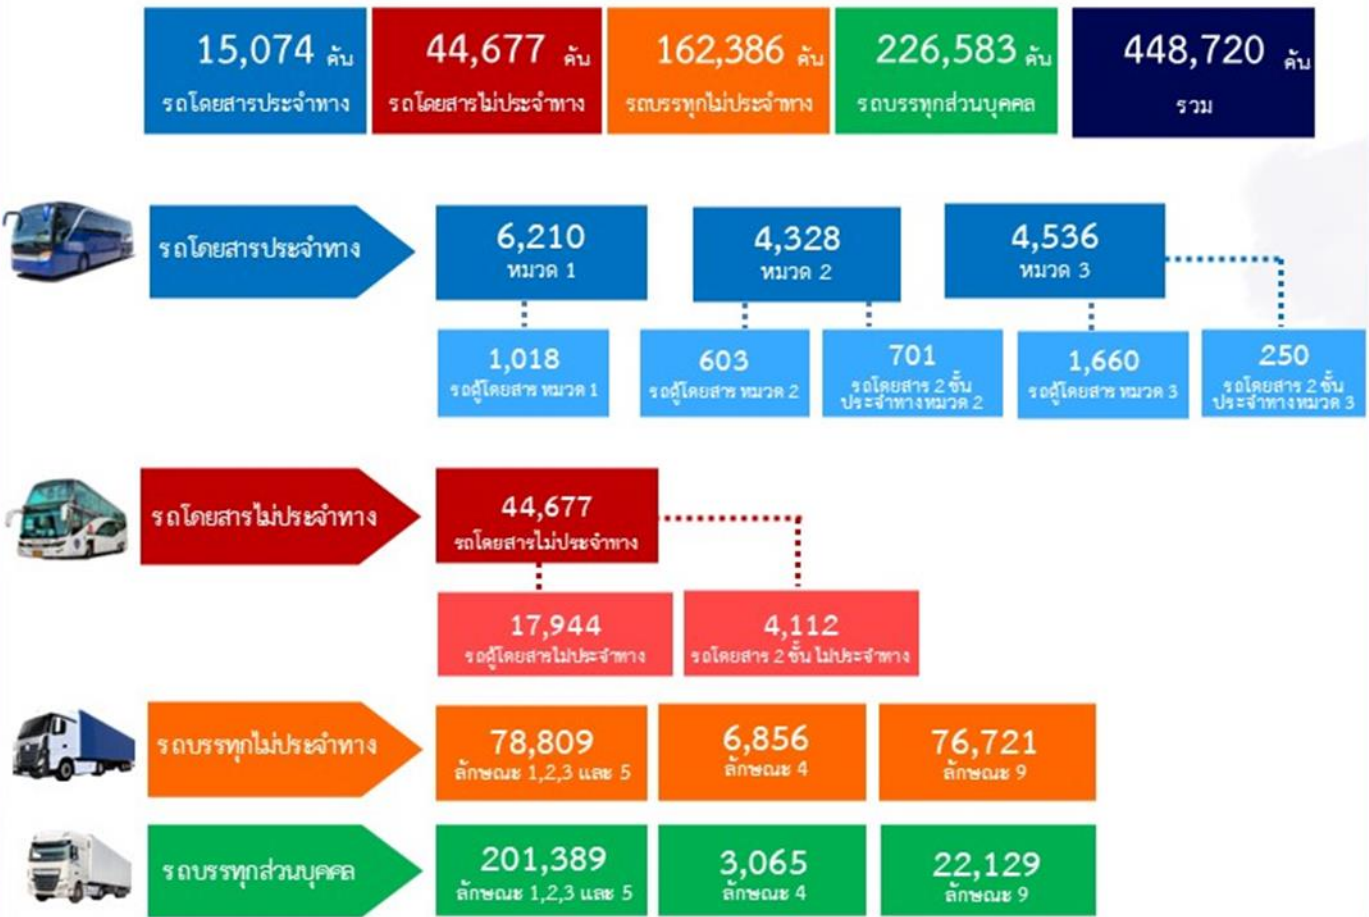 15,074 คัน
รถโดยสารประจำทาง
44,677 คัน
รถโดยสารไม่ประจำทาง
162,386 คัน
รถบรรทุกไม่ประจำทาง
226,583 คัน
รถบรรทุกส่วนบุคคล
448,720 คัน
รวม
รถโดยสารประจำทาง
6,210
หมวด 1
4,328
หมวด 2
4,536
หมวด 3
1,018
รถตู้โดยสาร หมวด 1
603
รถตู้โดยสาร หมวด 2
701
รถโดยสาร 2 ชั้น
ประจำทางหมวด 2
1,660
รถตู้โดยสาร หมวด 3
250
รถโดยสาร 2 ชั้น
ประจำทางหมวด 3
รถโดยสารไม่ประจำทาง
44,677
รถโดยสารไม่ประจำทาง
17,944
รถตู้โดยสารไม่ประจำทาง
4,112
รถโดยสาร 2 ชั้น ไม่ประจำทาง
รถบรรทุกไม่ประจำทาง
78,809
ลักษณะ 1,2,3 และ 5
6,856
ลักษณะ 4
76,721
ลักษณะ 9
รถบรรทุกส่วนบุคคล
201,389
ลักษณะ 1,2,3 และ 5
3,065
ลักษณะ 4
22,129
ลักษณะ 9